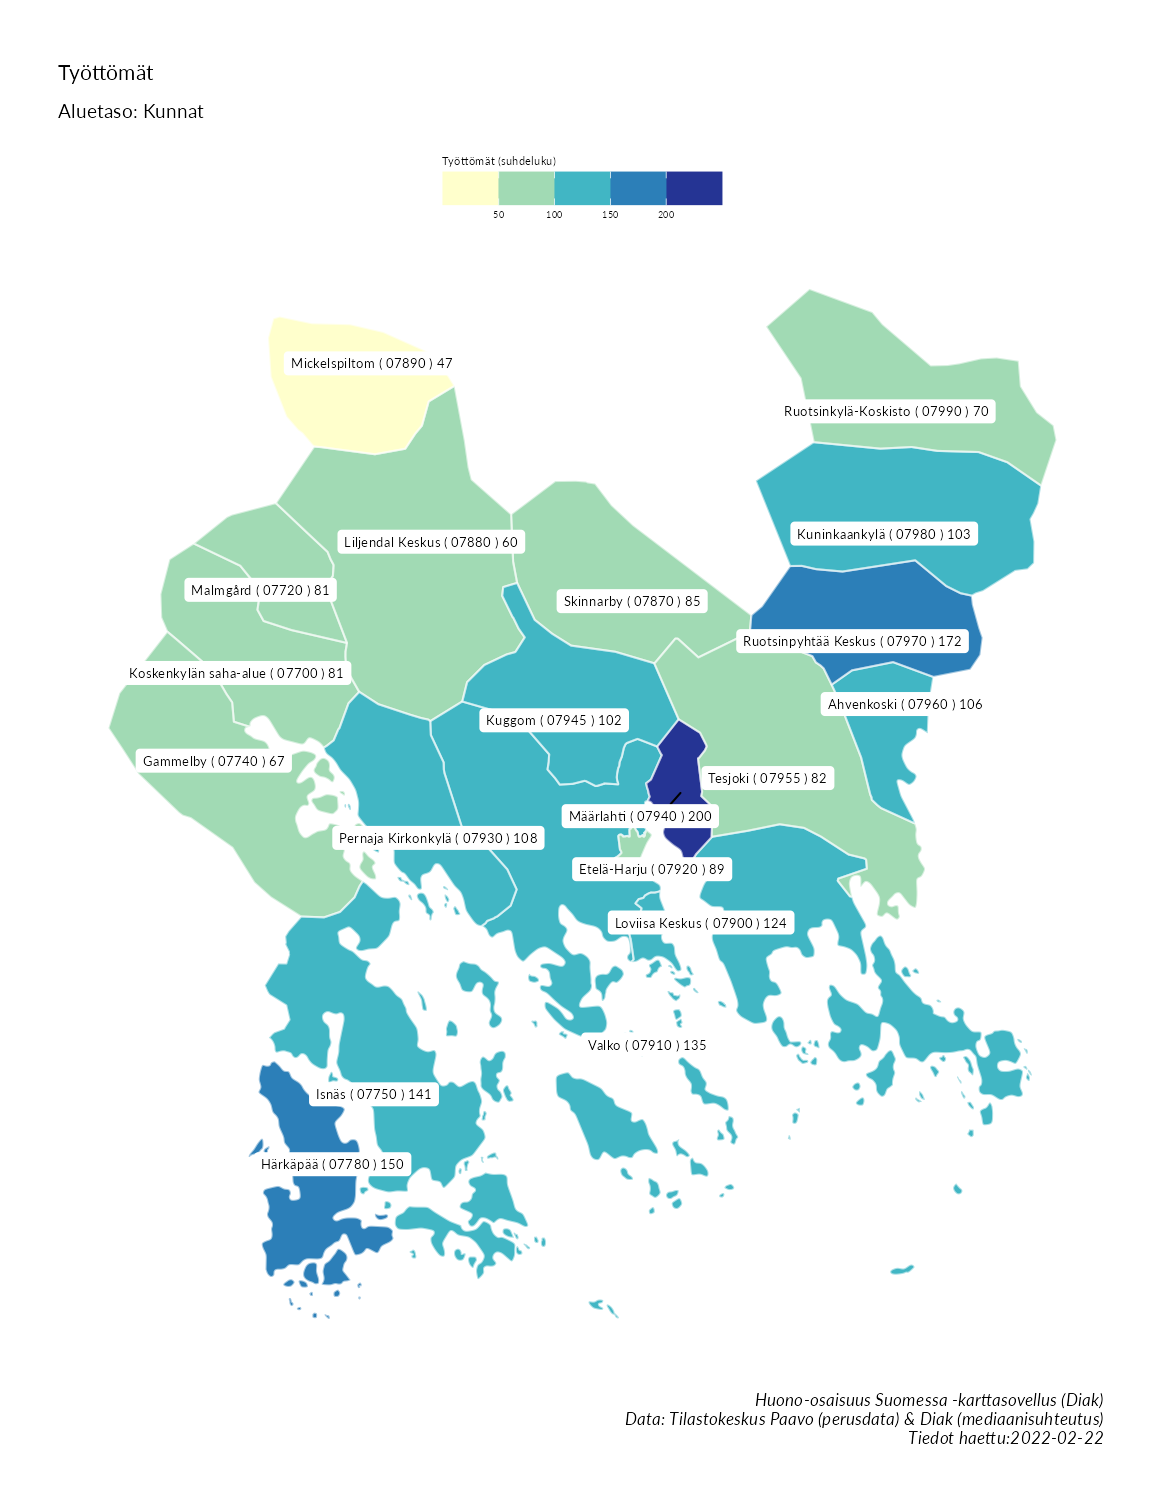 Työttömät
Aluetaso: Kunnat
Työttömät (suhdeluku)
50 100 150 200
Mickelspiltom ( 07890 ) 47
Ruotsinkylä-Koskisto ( 07990 ) 70
Kuninkaankylä ( 07980 ) 103
Liljendal Keskus ( 07880 ) 60
Malmgård ( 07720 ) 81
Skinnarby ( 07870 ) 85
Ruotsinpyhtää Keskus ( 07970 ) 172
Koskenkylän saha-alue ( 07700 ) 81
Ahvenkoski ( 07960 ) 106
Kuggom ( 07945 ) 102
Gammelby ( 07740 ) 67
Tesjoki ( 07955 ) 82
Määrlahti ( 07940 ) 200
Pernaja Kirkonkylä ( 07930 ) 108
Etelä-Harju ( 07920 ) 89
Loviisa Keskus ( 07900 ) 124
Valko ( 07910 ) 135
Isnäs ( 07750 ) 141
Härkäpää ( 07780 ) 150
Huono-osaisuus Suomessa -karttasovellus (Diak)
Data: Tilastokeskus Paavo (perusdata) & Diak (mediaanisuhteutus)
Tiedot haettu:2022-02-22